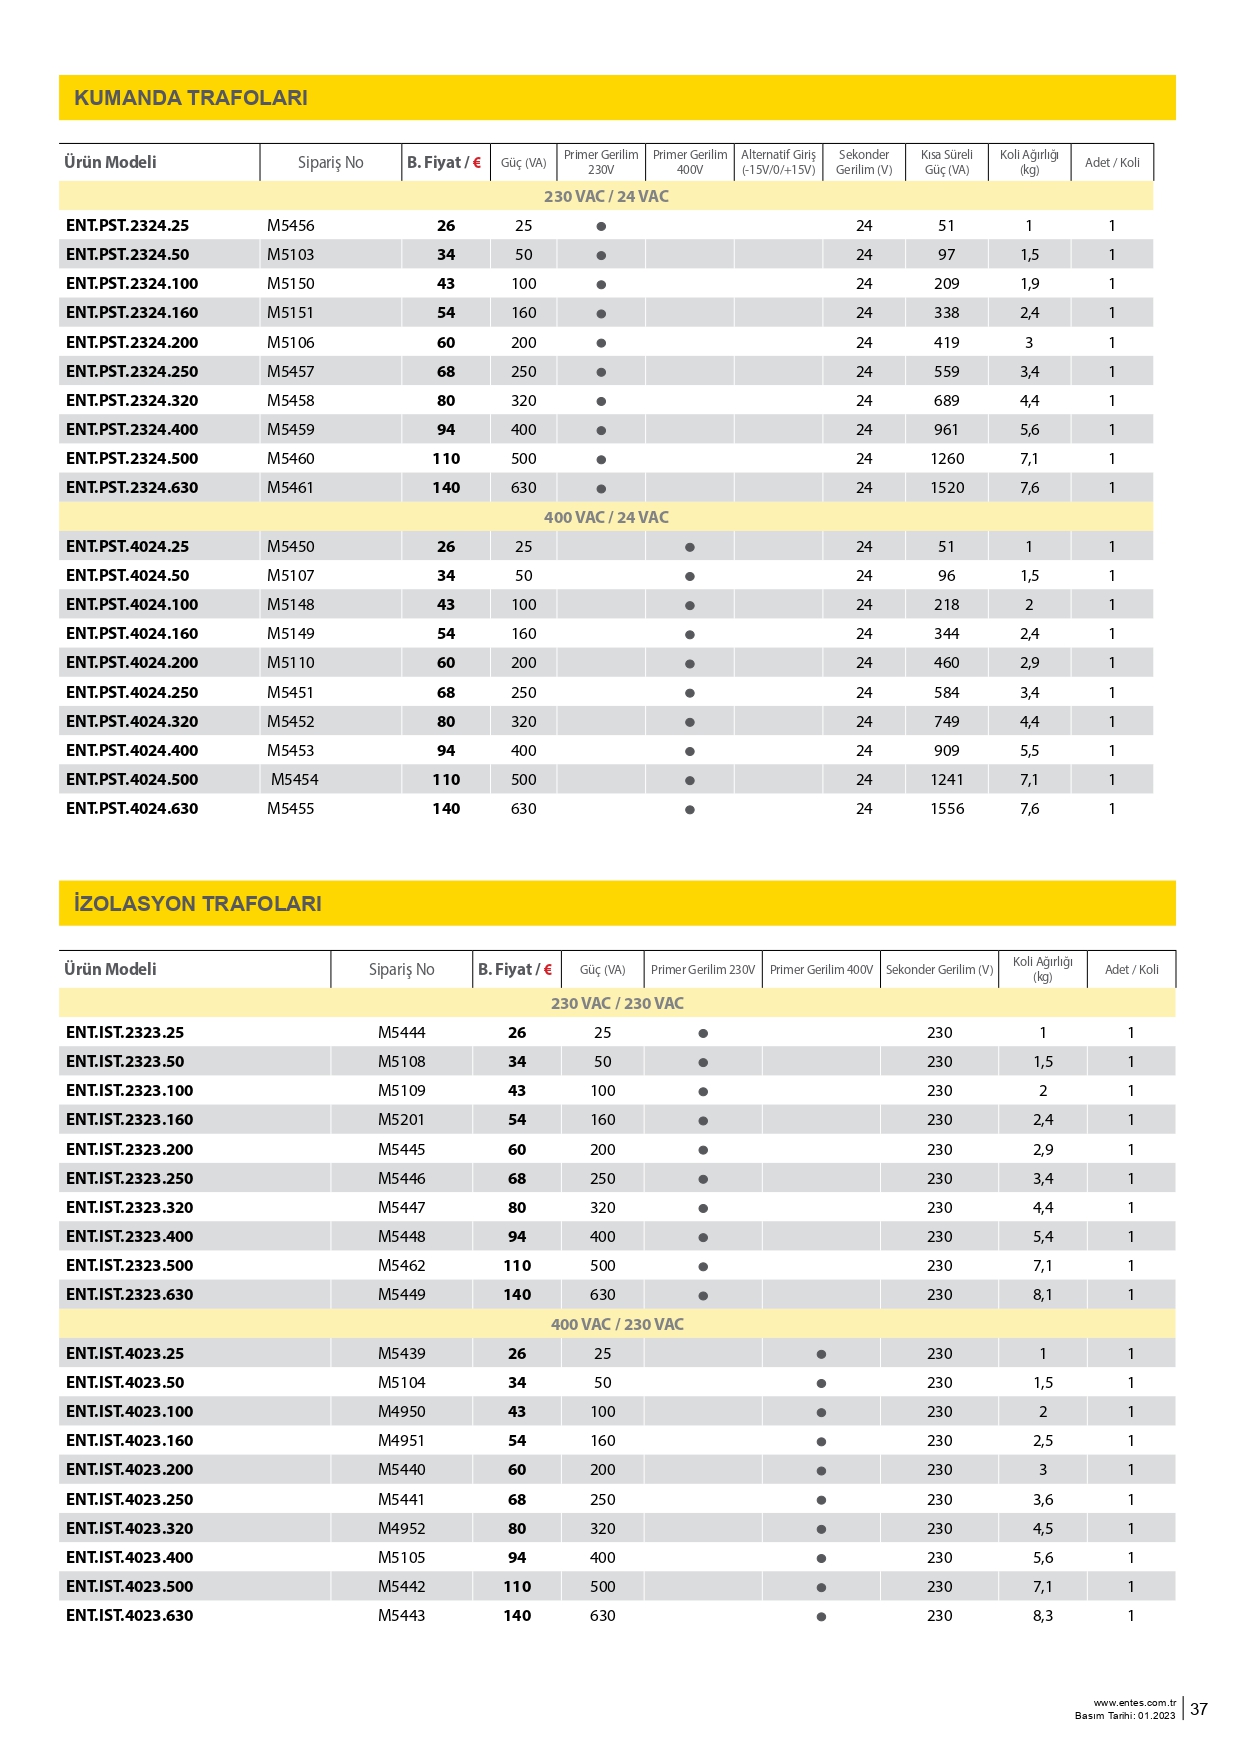 KUMANDA TRAFOLARI
Ürün Modeli Sipariş No B. Fiyat / € Güç (VA) Primer Gerilim 230V Primer Gerilim 400V Alternatif Giriş (-15V/0/+15V) Sekonder Gerilim (V) Kısa Süreli Güç (VA) Koli Ağırlığı (kg) Adet / Koli
230 VAC / 24 VAC
ENT.PST.2324.25 M5456 26 25 ● 24 51 1 1
ENT.PST.2324.50 M5103 34 50 ● 24 97 1,5 1
ENT.PST.2324.100 M5150 43 100 ● 24 209 1,9 1
ENT.PST.2324.160 M5151 54 160 ● 24 338 2,4 1
ENT.PST.2324.200 M5106 60 200 ● 24 419 3 1
ENT.PST.2324.250 M5457 68 250 ● 24 559 3,4 1
ENT.PST.2324.320 M5458 80 320 ● 24 689 4,4 1
ENT.PST.2324.400 M5459 94 400 ● 24 961 5,6 1
ENT.PST.2324.500 M5460 110 500 ● 24 1260 7,1 1
ENT.PST.2324.630 M5461 140 630 ● 24 1520 7,6 1
400 VAC / 24 VAC
ENT.PST.4024.25 M5450 26 25 ● 24 51 1 1
ENT.PST.4024.50 M5107 34 50 ● 24 96 1,5 1
ENT.PST.4024.100 M5148 43 100 ● 24 218 2 1
ENT.PST.4024.160 M5149 54 160 ● 24 344 2,4 1
ENT.PST.4024.200 M5110 60 200 ● 24 460 2,9 1
ENT.PST.4024.250 M5451 68 250 ● 24 584 3,4 1
ENT.PST.4024.320 M5452 80 320 ● 24 749 4,4 1
ENT.PST.4024.400 M5453 94 400 ● 24 909 5,5 1
ENT.PST.4024.500 M5454 110 500 ● 24 1241 7,1 1
ENT.PST.4024.630 M5455 140 630 ● 24 1556 7,6 1
İZOLASYON TRAFOLARI
Ürün Modeli Sipariş No B. Fiyat / € Güç (VA) Primer Gerilim 230V Primer Gerilim 400V Sekonder Gerilim (V) Koli Ağırlığı (kg) Adet / Koli
230 VAC / 230 VAC
ENT.IST.2323.25 M5444 26 25 ● 230 1 1
ENT.IST.2323.50 M5108 34 50 ● 230 1,5 1
ENT.IST.2323.100 M5109 43 100 ● 230 2 1
ENT.IST.2323.160 M5201 54 160 ● 230 2,4 1
ENT.IST.2323.200 M5445 60 200 ● 230 2,9 1
ENT.IST.2323.250 M5446 68 250 ● 230 3,4 1
ENT.IST.2323.320 M5447 80 320 ● 230 4,4 1
ENT.IST.2323.400 M5448 94 400 ● 230 5,4 1
ENT.IST.2323.500 M5462 110 500 ● 230 7,1 1
ENT.IST.2323.630 M5449 140 630 ● 230 8,1 1
400 VAC / 230 VAC
ENT.IST.4023.25 M5439 26 25 ● 230 1 1
ENT.IST.4023.50 M5104 34 50 ● 230 1,5 1
ENT.IST.4023.100 M4950 43 100 ● 230 2 1
ENT.IST.4023.160 M4951 54 160 ● 230 2,5 1
ENT.IST.4023.200 M5440 60 200 ● 230 3 1
ENT.IST.4023.250 M5441 68 250 ● 230 3,6 1
ENT.IST.4023.320 M4952 80 320 ● 230 4,5 1
ENT.IST.4023.400 M5105 94 400 ● 230 5,6 1
ENT.IST.4023.500 M5442 110 500 ● 230 7,1 1
ENT.IST.4023.630 M5443 140 630 ● 230 8,3 1
www.entes.com.tr
Basım Tarihi: 01.2023
37